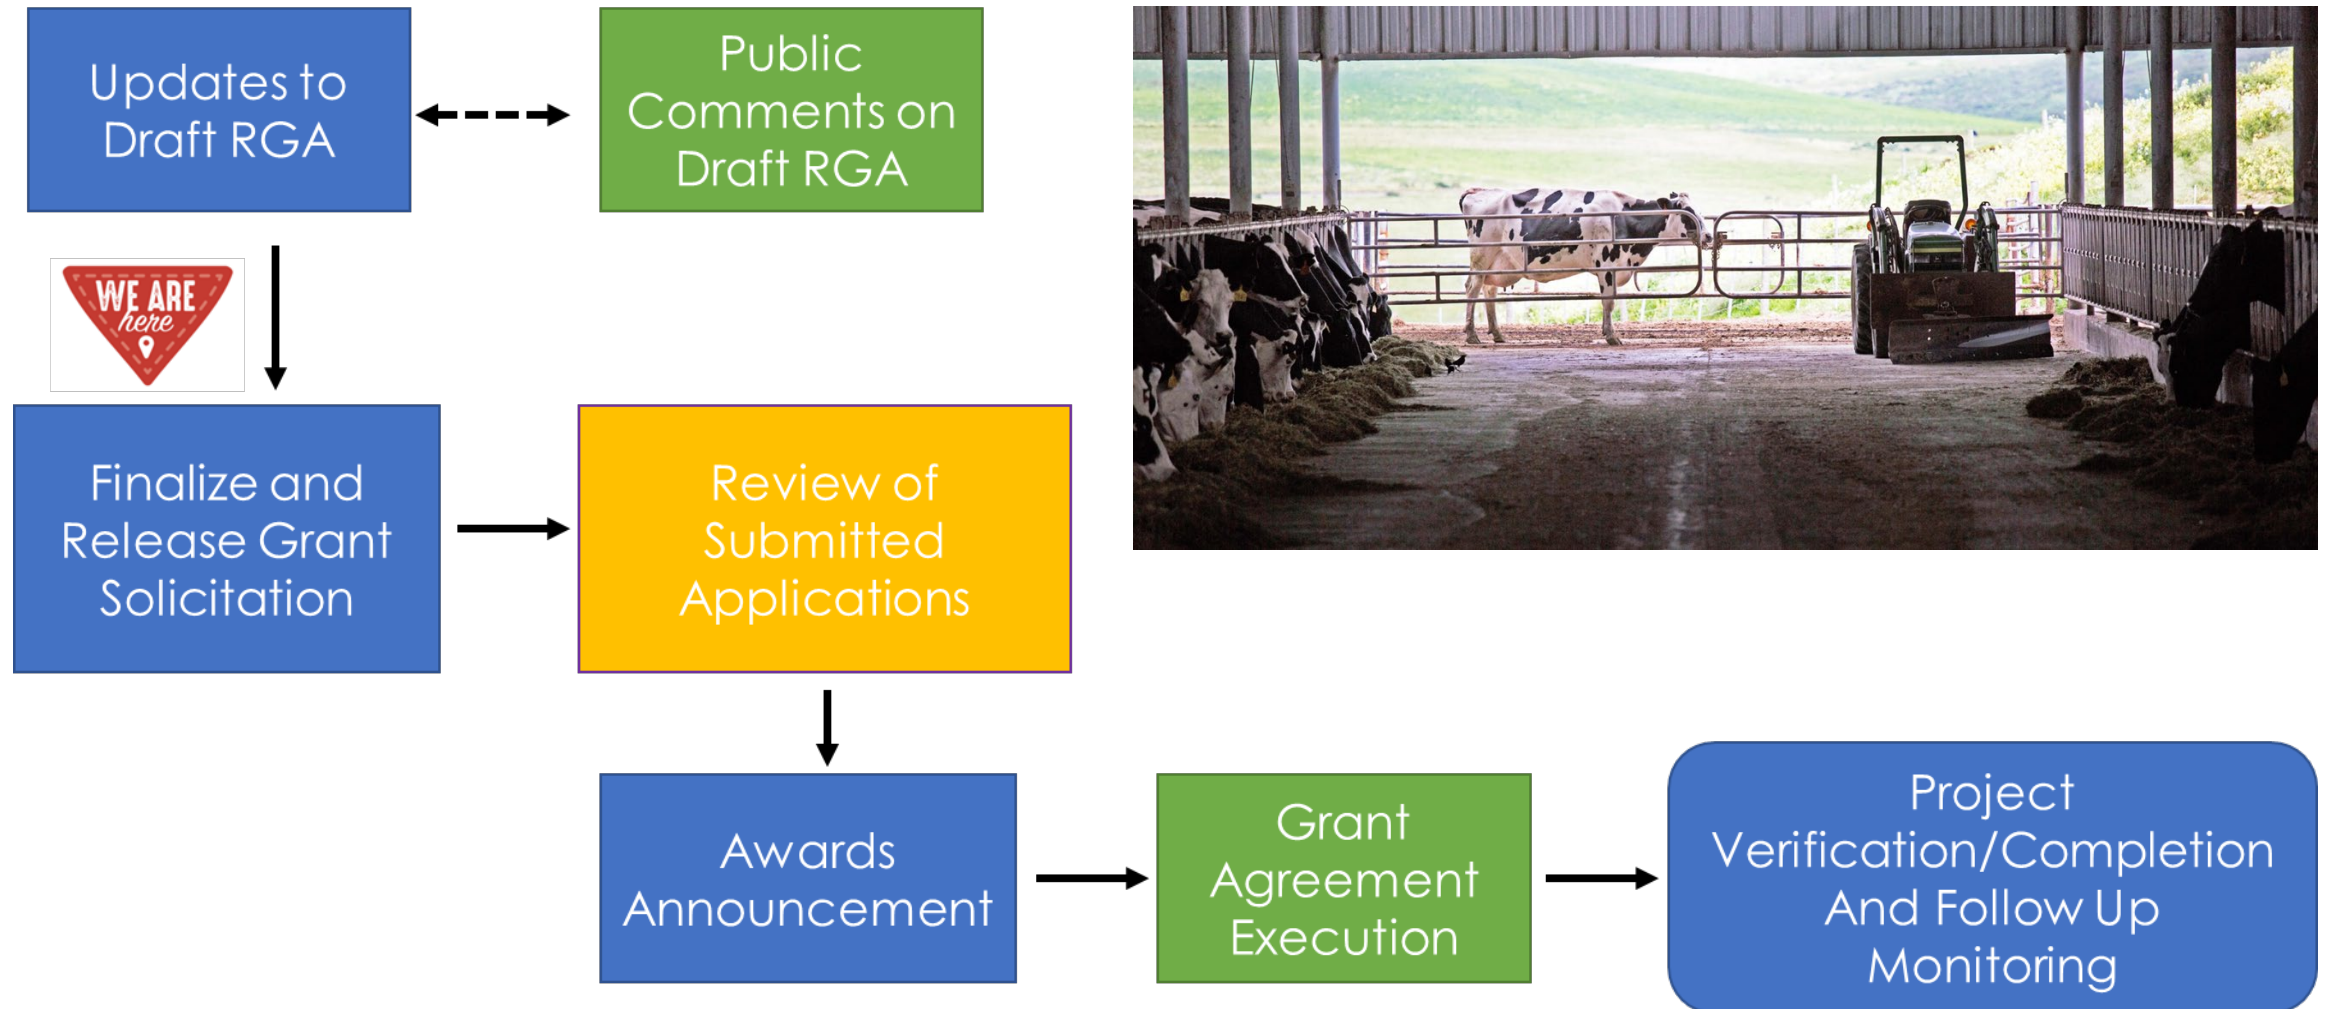 Updates to
Draft RGA
Public
Comments on
Draft RGA
WE ARE
here
Finalize and
Release Grant
Solicitation
Review of
Submitted
Applications
Awards
Announcement
Grant
Agreement
Execution
Project
Verification/Completion
And Follow Up
Monitoring